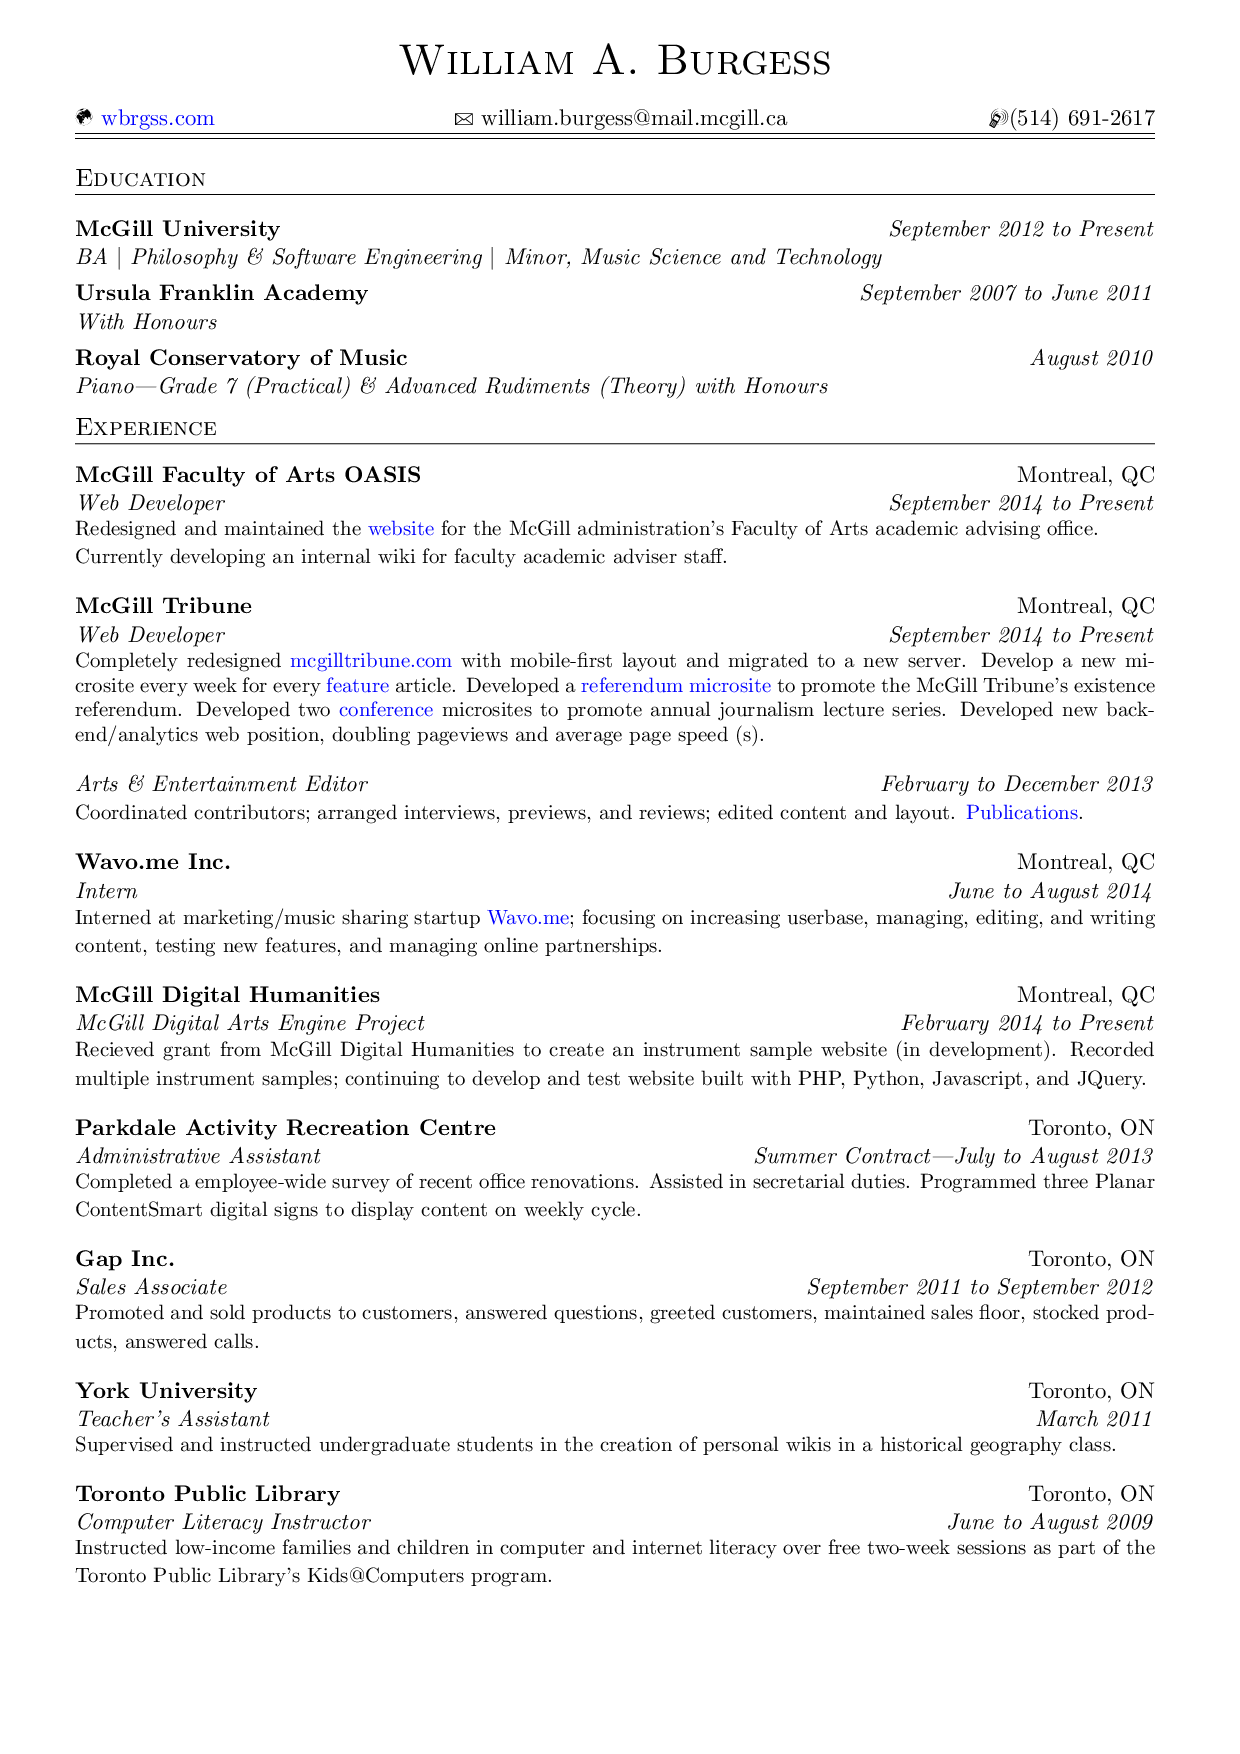 William A. Burgess
wbrgss.com william.burgess@mail.mcgill.ca (514) 691-2617
Education
McGill University September 2012 to Present
BA | Philosophy & Software Engineering | Minor, Music Science and Technology
Ursula Franklin Academy September 2007 to June 2011
With Honours
Royal Conservatory of Music August 2010
Piano—Grade 7 (Practical) & Advanced Rudiments (Theory) with Honours
Experience
McGill Faculty of Arts OASIS Montreal, QC
Web Developer September 2014 to Present
Redesigned and maintained the website for the McGill administration's Faculty of Arts academic advising office.
Currently developing an internal wiki for faculty academic adviser staff.
McGill Tribune Montreal, QC
Web Developer September 2014 to Present
Completely redesigned mcgilltribune.com with mobile-first layout and migrated to a new server. Develop a new mi-
crosite every week for every feature article. Developed a referendum microsite to promote the McGill Tribune's existence
referendum. Developed two conference microsites to promote annual journalism lecture series. Developed new back-
end/analytics web position, doubling pageviews and average page speed (s).
Arts & Entertainment Editor February to December 2013
Coordinated contributors; arranged interviews, previews, and reviews; edited content and layout. Publications.
Wavo.me Inc. Montreal, QC
Intern June to August 2014
Interned at marketing/music sharing startup Wavo.me; focusing on increasing userbase, managing, editing, and writing
content, testing new features, and managing online partnerships.
McGill Digital Humanities Montreal, QC
McGill Digital Arts Engine Project February 2014 to Present
Recieved grant from McGill Digital Humanities to create an instrument sample website (in development). Recorded
multiple instrument samples; continuing to develop and test website built with PHP, Python, Javascript, and JQuery.
Parkdale Activity Recreation Centre Toronto, ON
Administrative Assistant Summer Contract—July to August 2013
Completed a employee-wide survey of recent office renovations. Assisted in secretarial duties. Programmed three Planar
ContentSmart digital signs to display content on weekly cycle.
Gap Inc. Toronto, ON
Sales Associate September 2011 to September 2012
Promoted and sold products to customers, answered questions, greeted customers, maintained sales floor, stocked prod-
ucts, answered calls.
York University Toronto, ON
Teacher's Assistant March 2011
Supervised and instructed undergraduate students in the creation of personal wikis in a historical geography class.
Toronto Public Library Toronto, ON
Computer Literacy Instructor June to August 2009
Instructed low-income families and children in computer and internet literacy over free two-week sessions as part of the
Toronto Public Library's Kids@Computers program.